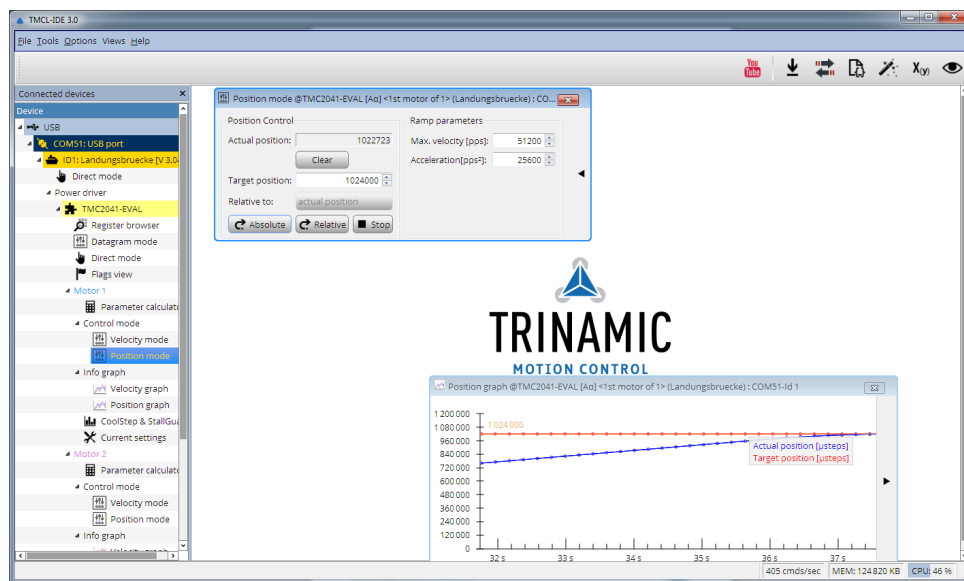 TMCL-IDE 3.0
File Tools Options Views Help
You
Tube
X(y)
Connected devices
Device
USB
COM51: USB port
ID1: Landungsbruecke [V 3.0
Direct mode
Power driver
TMC2041-EVAL
Register browser
Datagram mode
Direct mode
Flags view
Motor 1
Parameter calculat
Control mode
Velocity mode
Position mode
Info graph
Velocity graph
Position graph
CoolStep & StallGua
Current settings
Motor 2
Parameter calculat
Control mode
Velocity mode
Position mode
Info graph
Velocity graph
Position mode @TMC2041-EVAL [Aα] <1st motor of 1> (Landungsbruecke) : CO...
Position Control
Actual position: 1022723
Clear
Target position: 1024000
Relative to: actual position
Absolute Relative Stop
Ramp parameters
Max. velocity [pps]: 51200
Acceleration[pps²]: 25600
TRINAMIC
MOTION CONTROL
Position graph @TMC2041-EVAL [Aα] <1st motor of 1> (Landungsbruecke) : COM51-Id 1
1 200 000
1 080 000
960 000
840 000
720 000
600 000
480 000
360 000
240 000
120 000
0
1 024 000
Actual position [µsteps]
Target position [µsteps]
32 s 33 s 34 s 35 s 36 s 37 s
405 cmds/sec MEM: 124 820 KB CPU: 46 %